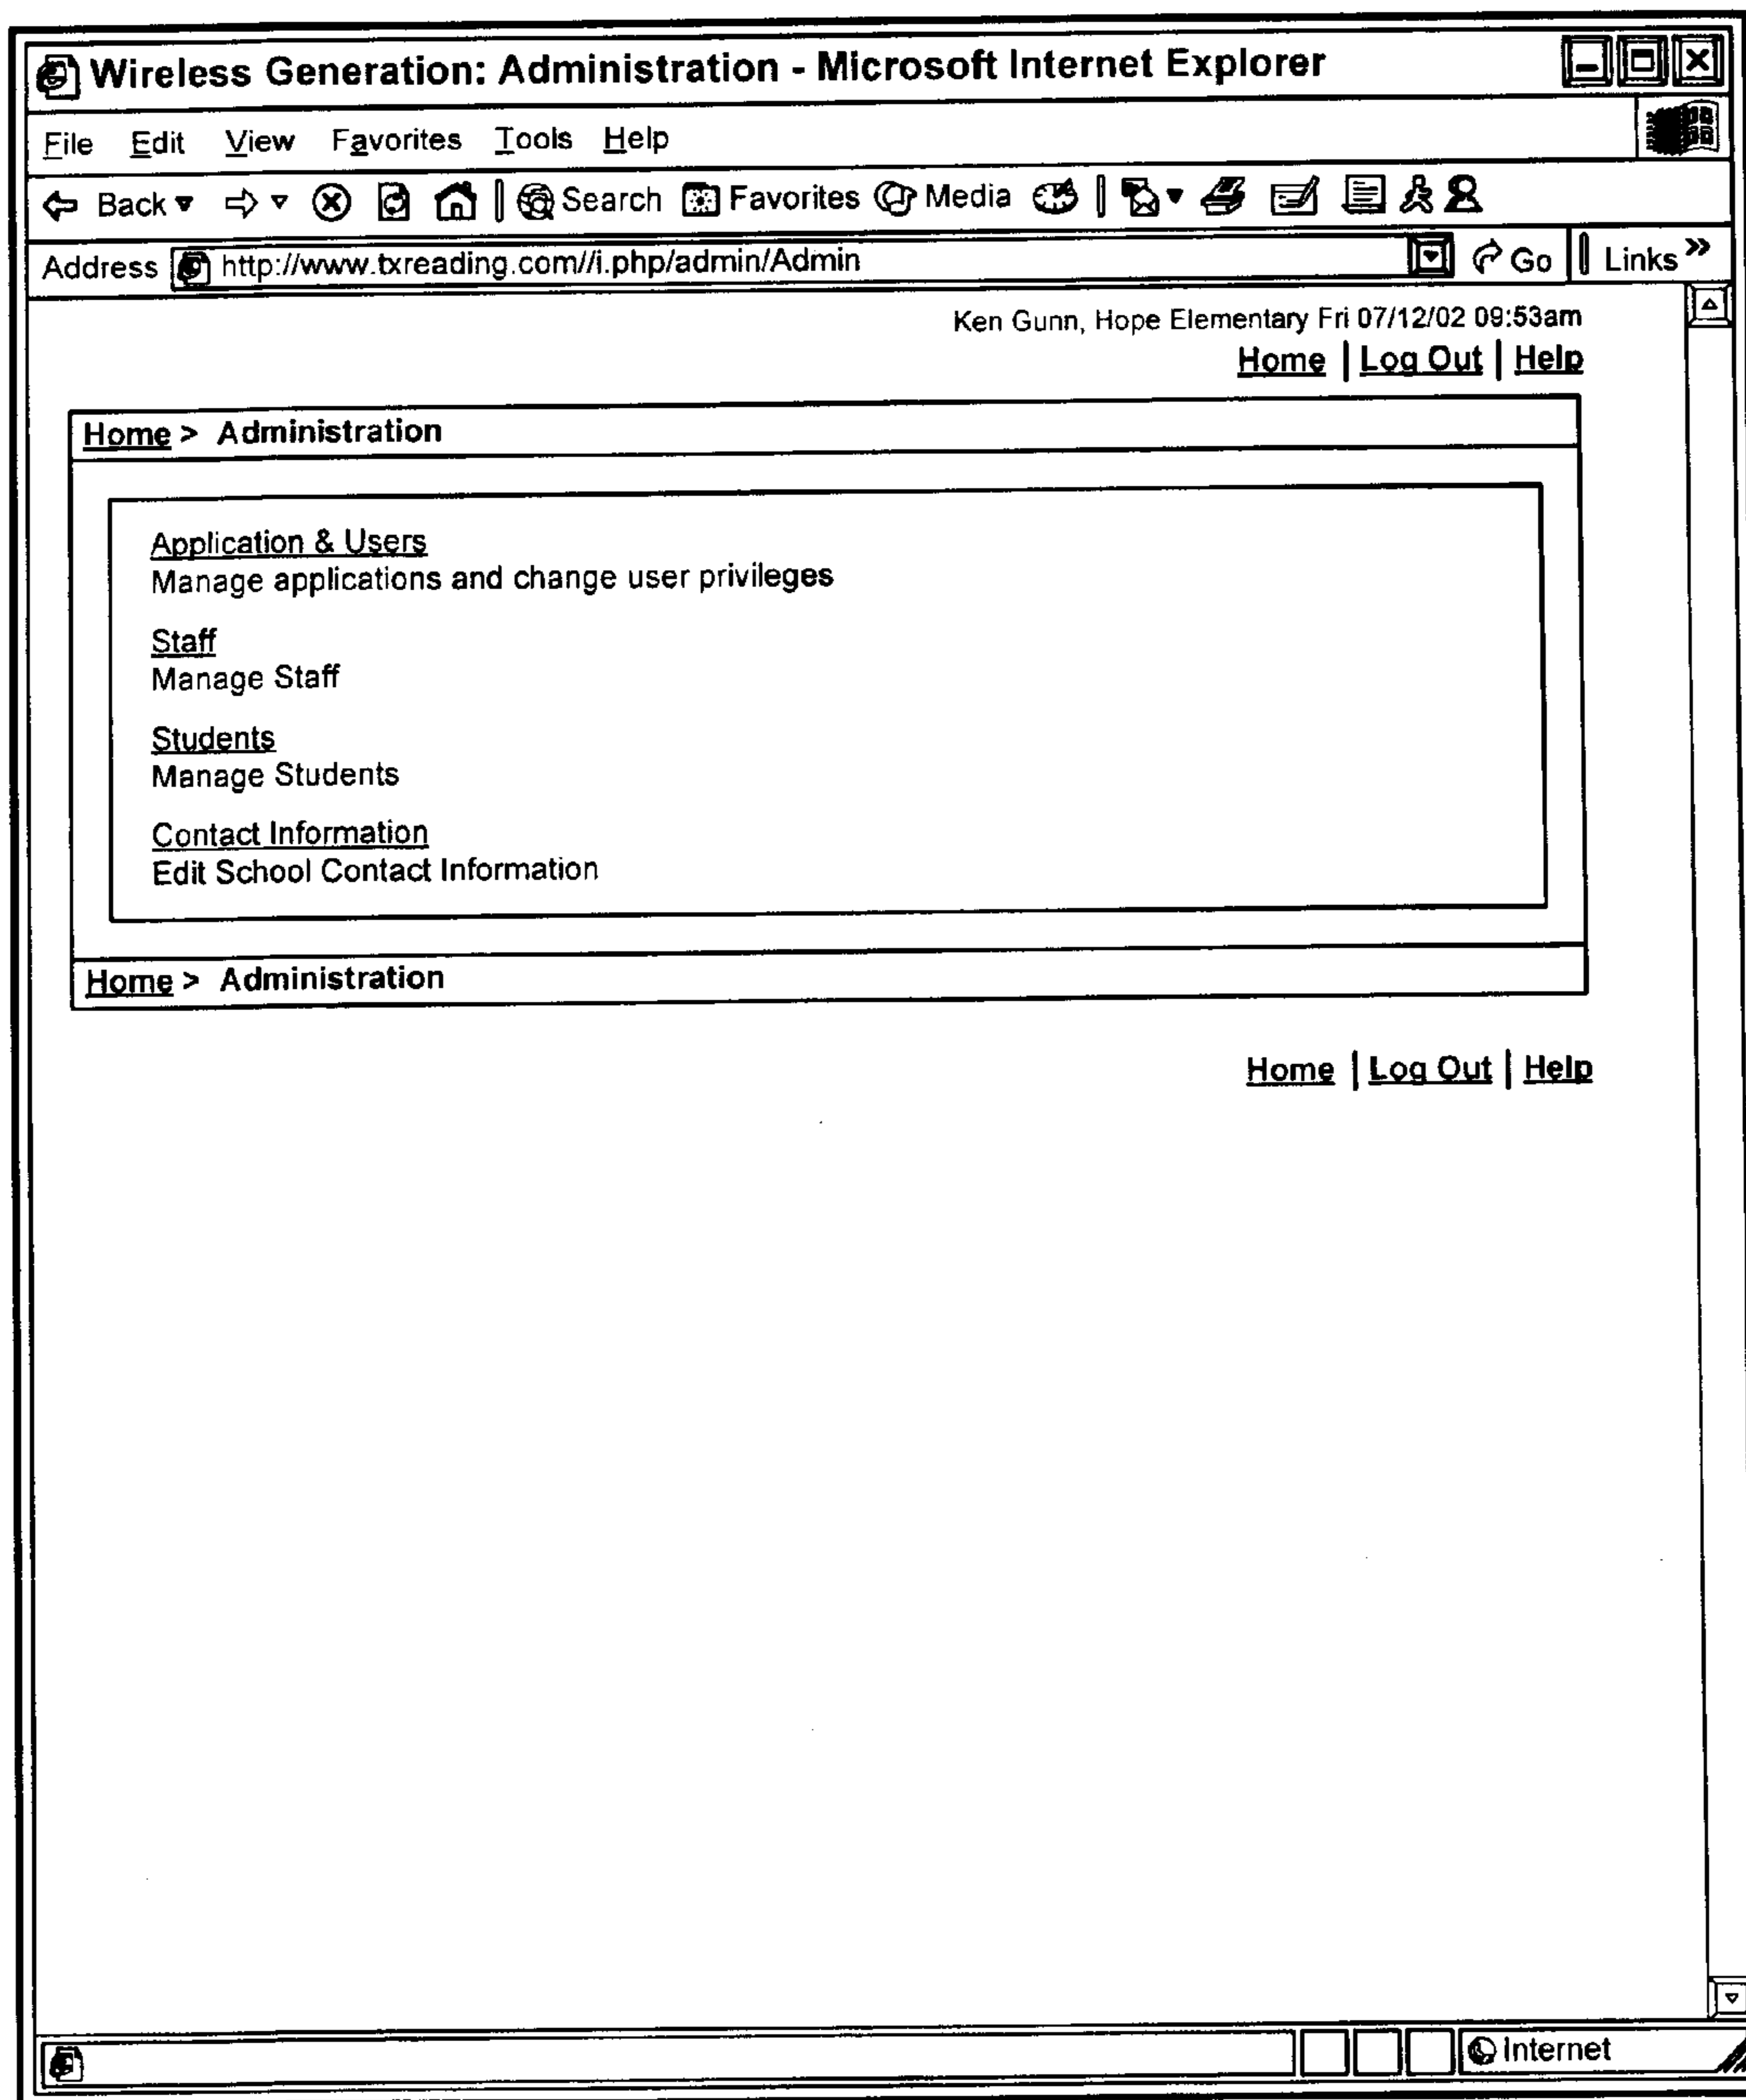 Wireless Generation: Administration - Microsoft Internet Explorer
File Edit View Favorites Tools Help
Back Search Favorites Media
Address http://www.txreading.com//i.php/admin/Admin Go Links »
Ken Gunn, Hope Elementary Fri 07/12/02 09:53am
Home | Log Out | Help
Home > Administration
Application & Users
Manage applications and change user privileges
Staff
Manage Staff
Students
Manage Students
Contact Information
Edit School Contact Information
Home > Administration
Home | Log Out | Help
Internet